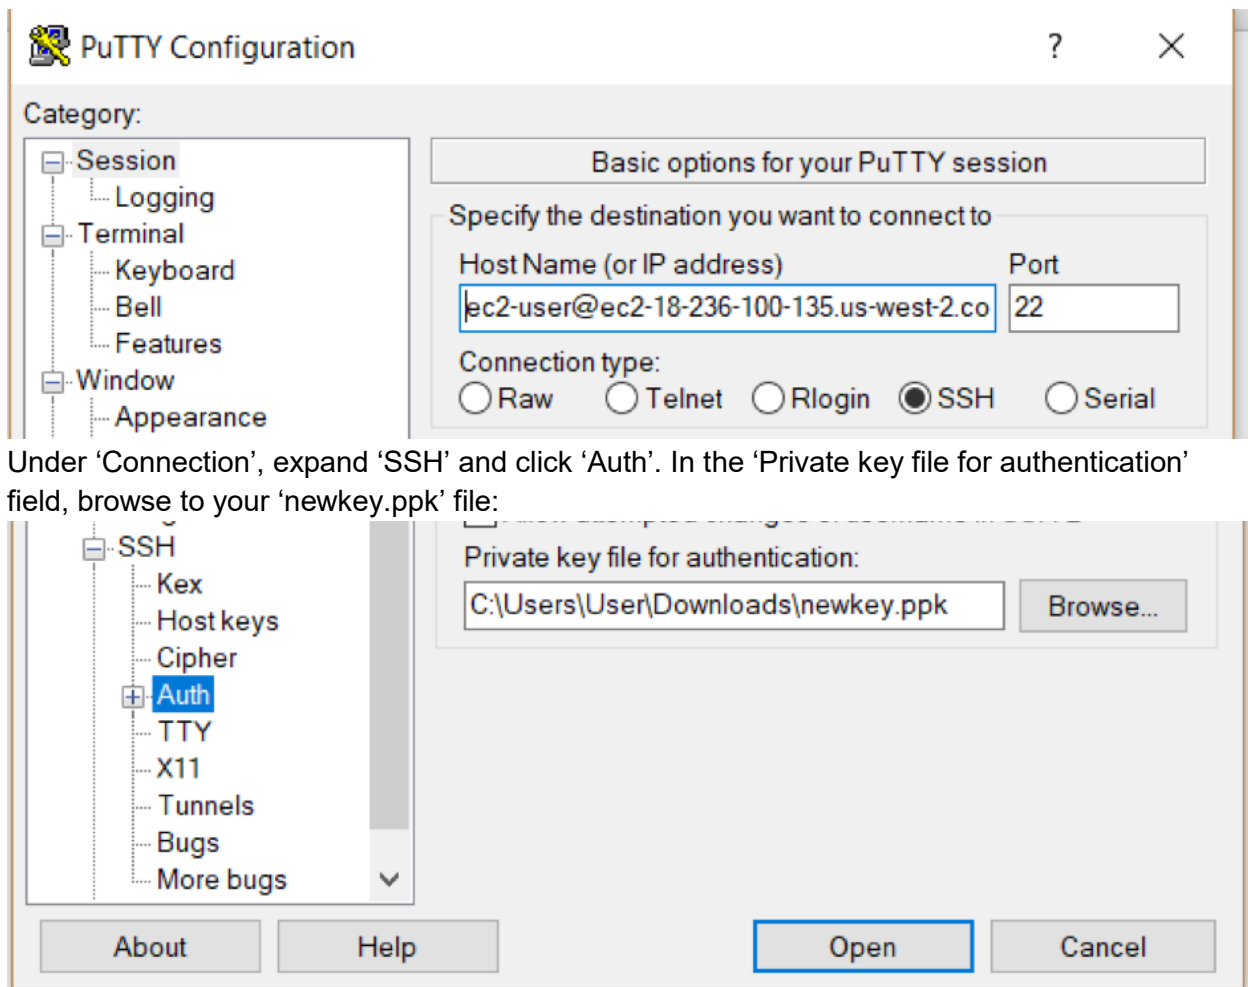 PuTTY Configuration ? ×
Category:
Session
Logging
Terminal
Keyboard
Bell
Features
Window
Appearance
Basic options for your PuTTY session
Specify the destination you want to connect to
Host Name (or IP address) Port
ec2-user@ec2-18-236-100-135.us-west-2.co 22
Connection type:
Raw Telnet Rlogin SSH Serial
Under ‘Connection’, expand ‘SSH’ and click ‘Auth’. In the ‘Private key file for authentication’
field, browse to your ‘newkey.ppk’ file:
SSH
Kex
Host keys
Cipher
Auth
TTY
X11
Tunnels
Bugs
More bugs
Private key file for authentication:
C:\Users\User\Downloads\newkey.ppk Browse...
About Help Open Cancel